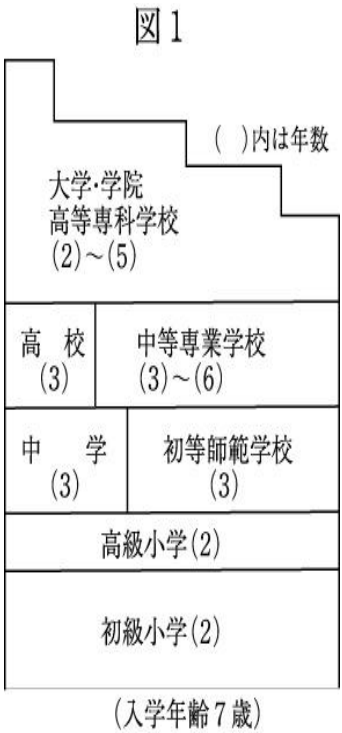 図1
( )内は年数
大学·学院
高等専科学校
(2)～(5)
高 校
(3)
中等専業学校
(3)～(6)
中 学
(3)
初等師範学校
(3)
高級小学(2)
初級小学(2)
(入学年齢7歳)